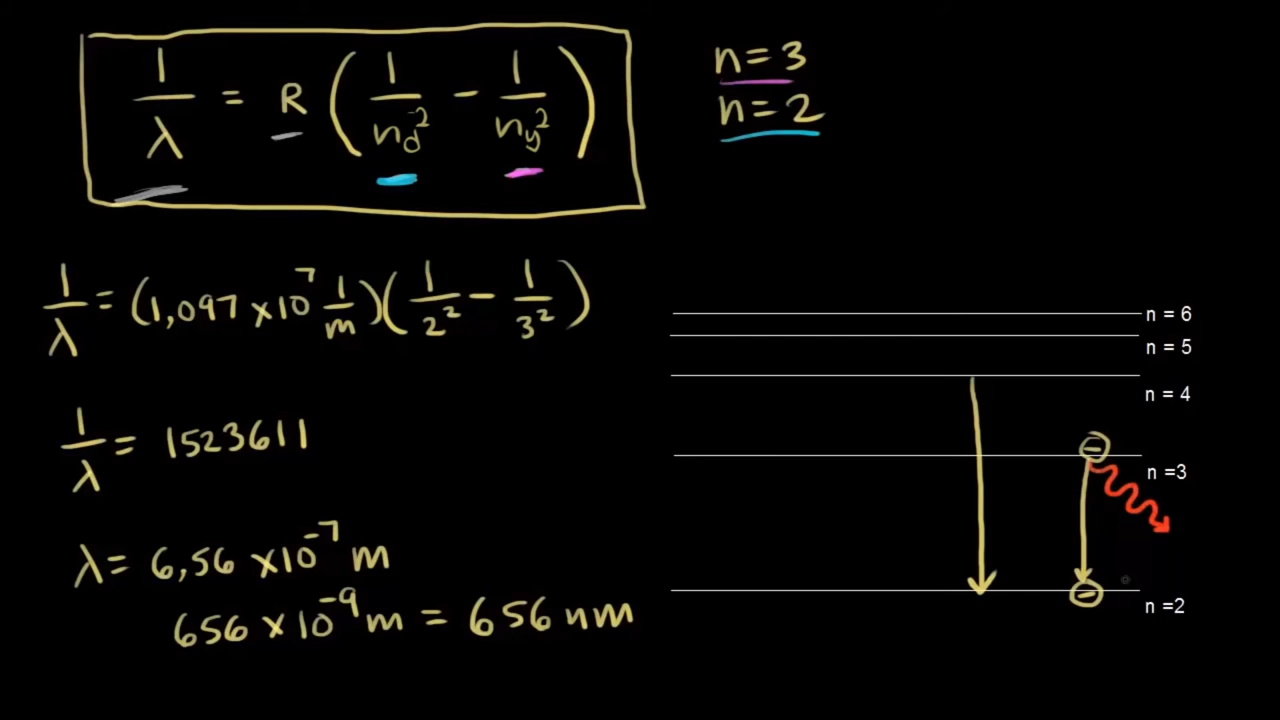 1/λ = R (1/n_d² − 1/n_y²)
n = 3
n = 2
1/λ = (1,097 × 10⁷ 1/m)(1/2² − 1/3²)
1/λ = 1523611
λ = 6,56 × 10⁻⁷ m
656 × 10⁻⁹ m = 656 nm
n = 6
n = 5
n = 4
n =3
n =2